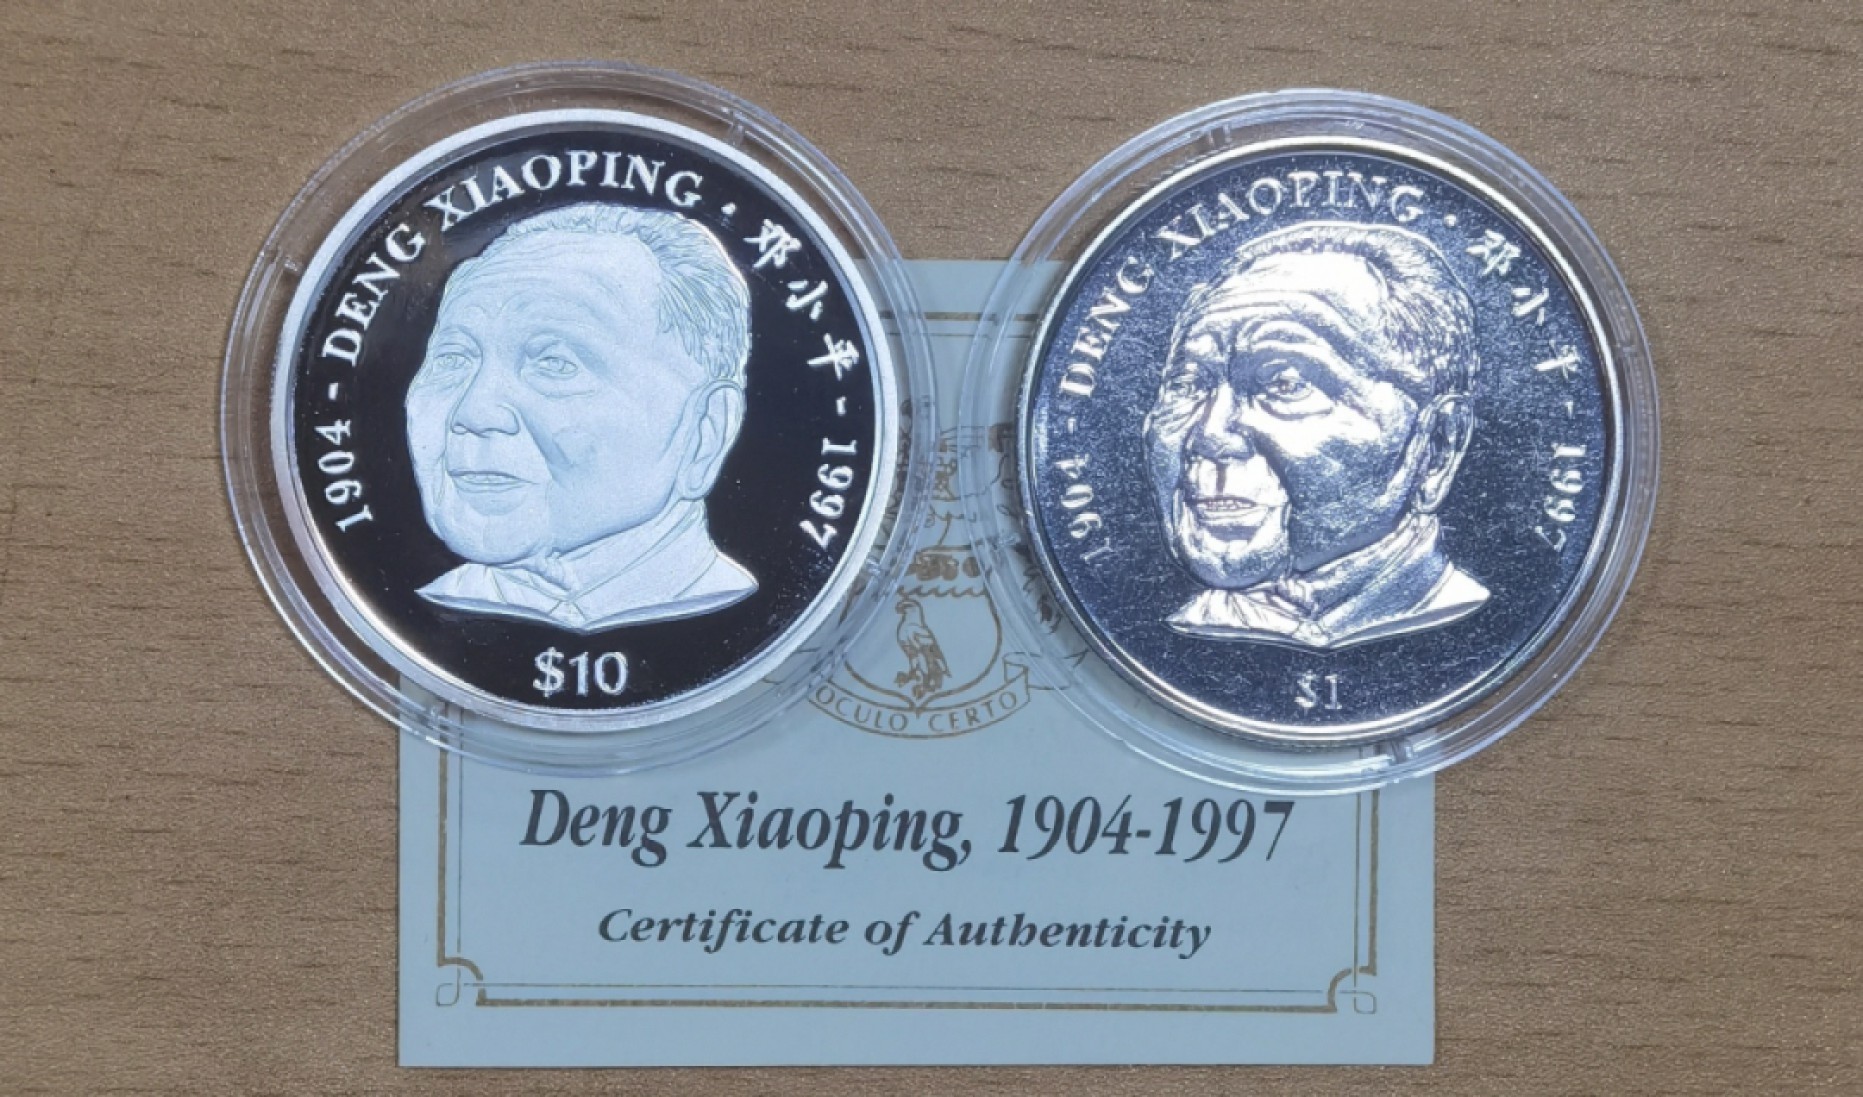 1904 - DENG XIAOPING · 邓小平 - 1997
$10
1904 - DENG XIAOPING · 邓小平 - 1997
$1
OCULO CERTO
Deng Xiaoping, 1904-1997
Certificate of Authenticity